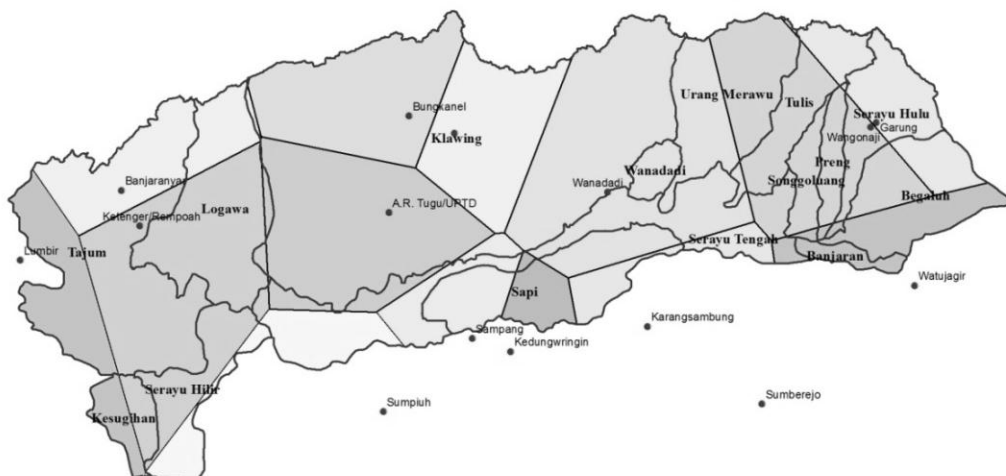 Urang Merawu
Tulis
Bungkanel
Klawing
Serayu Hulu
Garung
Wangonaji
Preng
Wanadadi
Songgoluang
Banjaranyar
Wanadadi
Begaluh
Logawa
A.R. Tugu/UPTD
Ketenger/Rempoah
Serayu Tengah
Tajum
Lumbir
Banjaran
Sapi
Watujagir
Karangsambung
Sampang
Kedungwringin
Serayu Hilir
Kesugihan
Sumpiuh
Sumberejo